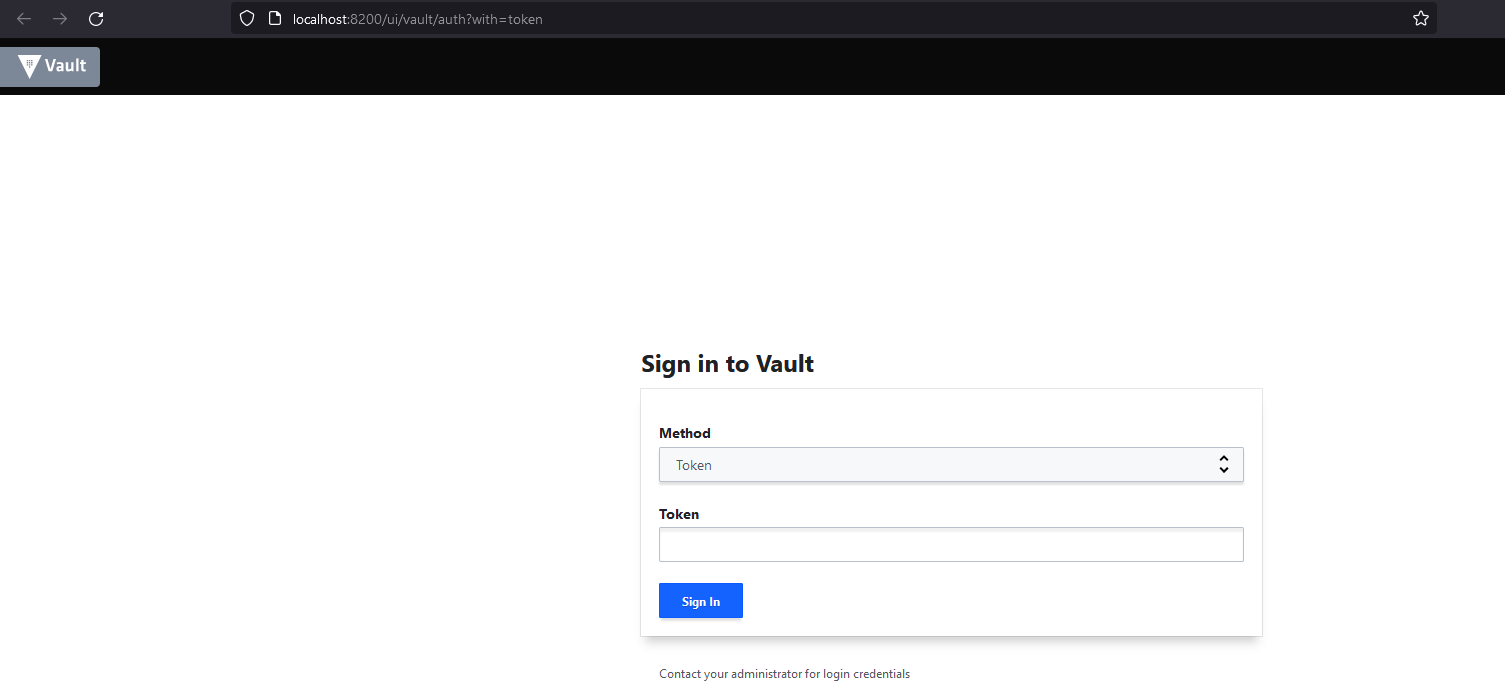 localhost:8200/ui/vault/auth?with=token
Vault
Sign in to Vault
Method
Token
Token
Sign In
Contact your administrator for login credentials